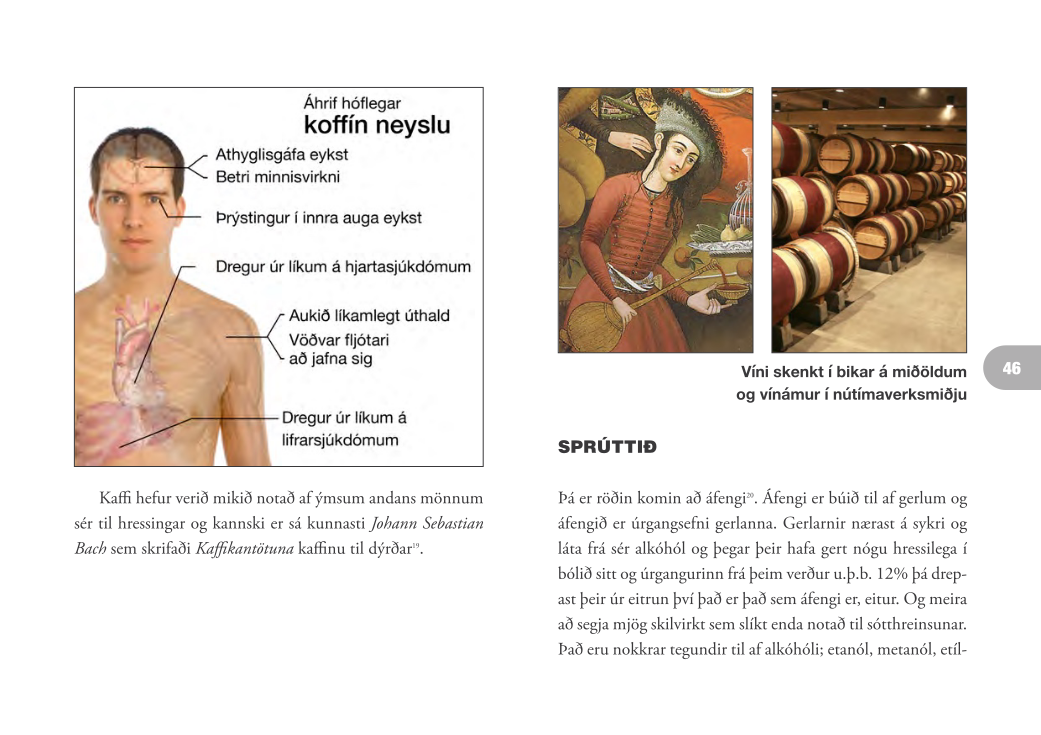 Áhrif hóflegar
koffín neyslu
Athyglisgáfa eykst
Betri minnisvirkni
Þrýstingur í innra auga eykst
Dregur úr líkum á hjartasjúkdómum
Aukið líkamlegt úthald
Vöðvar fljótari
að jafna sig
Dregur úr líkum á
lifrarsjúkdómum
Kaffi hefur verið mikið notað af ýmsum andans mönnum
sér til hressingar og kannski er sá kunnasti Johann Sebastian
Bach sem skrifaði Kaffikantötuna kaffinu til dýrðar¹⁹.
Víni skenkt í bikar á miðöldum
og vínámur í nútímaverksmiðju
46
SPRÚTTIÐ
Þá er röðin komin að áfengi²⁰. Áfengi er búið til af gerlum og
áfengið er úrgangsefni gerlanna. Gerlarnir nærast á sykri og
láta frá sér alkóhól og þegar þeir hafa gert nógu hressilega í
bólið sitt og úrgangurinn frá þeim verður u.þ.b. 12% þá drep-
ast þeir úr eitrun því það er það sem áfengi er, eitur. Og meira
að segja mjög skilvirkt sem slíkt enda notað til sótthreinsunar.
Það eru nokkrar tegundir til af alkóhóli; etanól, metanól, etíl-